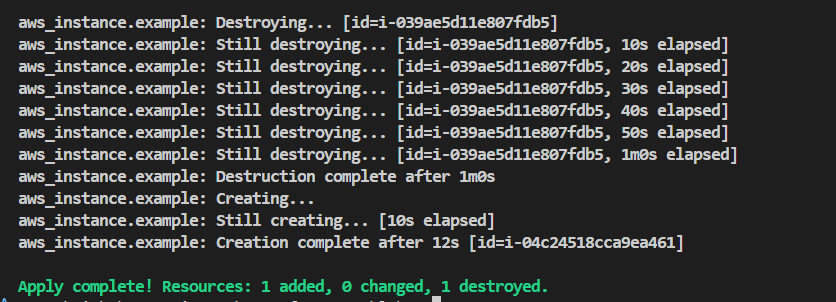 aws_instance.example: Destroying... [id=i-039ae5d11e807fdb5]
aws_instance.example: Still destroying... [id=i-039ae5d11e807fdb5, 10s elapsed]
aws_instance.example: Still destroying... [id=i-039ae5d11e807fdb5, 20s elapsed]
aws_instance.example: Still destroying... [id=i-039ae5d11e807fdb5, 30s elapsed]
aws_instance.example: Still destroying... [id=i-039ae5d11e807fdb5, 40s elapsed]
aws_instance.example: Still destroying... [id=i-039ae5d11e807fdb5, 50s elapsed]
aws_instance.example: Still destroying... [id=i-039ae5d11e807fdb5, 1m0s elapsed]
aws_instance.example: Destruction complete after 1m0s
aws_instance.example: Creating...
aws_instance.example: Still creating... [10s elapsed]
aws_instance.example: Creation complete after 12s [id=i-04c24518cca9ea461]
Apply complete! Resources: 1 added, 0 changed, 1 destroyed.